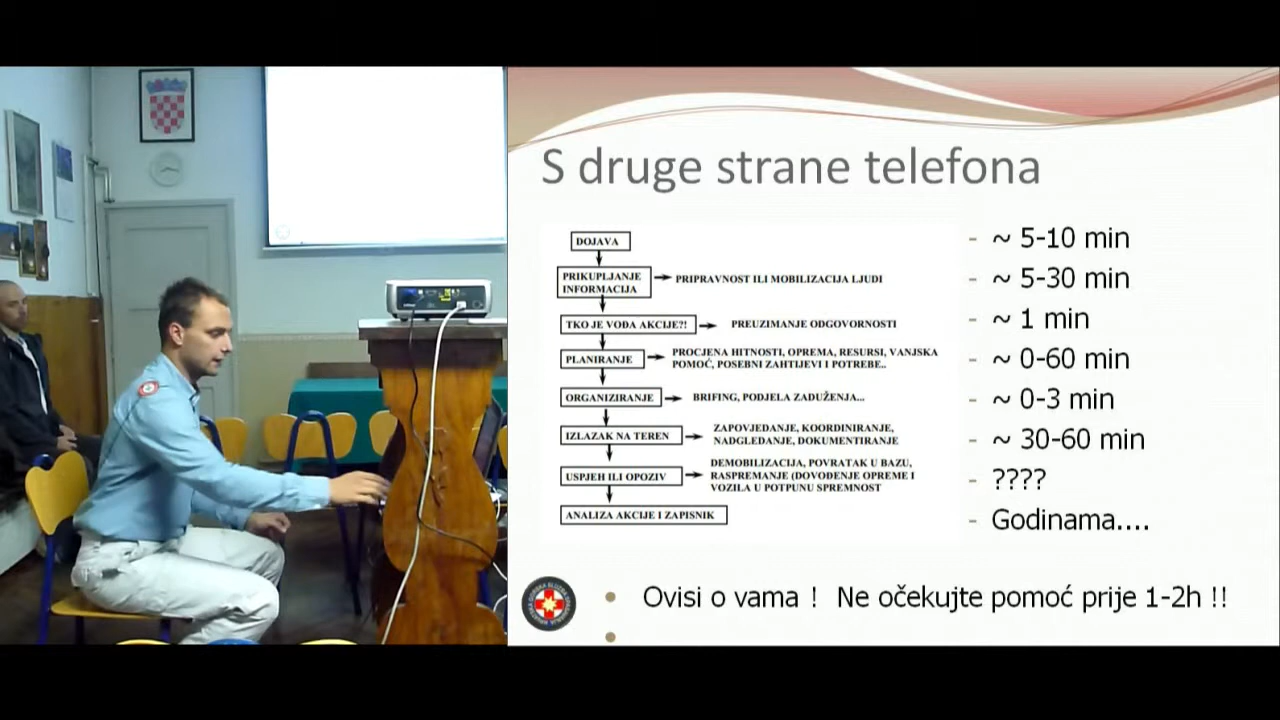 S druge strane telefona
DOJAVA
~ 5-10 min
PRIKUPLJANJE
INFORMACIJA
PRIPRAVNOST ILI MOBILIZACIJA LJUDI
~ 5-30 min
TKO JE VOĐA AKCIJE?!
PREUZIMANJE ODGOVORNOSTI
~ 1 min
PLANIRANJE
PROCJENA HITNOSTI, OPREMA, RESURSI, VANJSKA
POMOĆ, POSEBNI ZAHTIJEVI I POTREBE..
~ 0-60 min
ORGANIZIRANJE
BRIFING, PODJELA ZADUŽENJA...
~ 0-3 min
IZLAZAK NA TEREN
ZAPOVJEDANJE, KOORDINIRANJE,
NADGLEDANJE, DOKUMENTIRANJE
~ 30-60 min
USPJEH ILI OPOZIV
DEMOBILIZACIJA, POVRATAK U BAZU,
RASPREMANJE (DOVOĐENJE OPREME I
VOZILA U POTPUNU SPREMNOST
????
ANALIZA AKCIJE I ZAPISNIK
Godinama....
Ovisi o vama ! Ne očekujte pomoć prije 1-2h !!